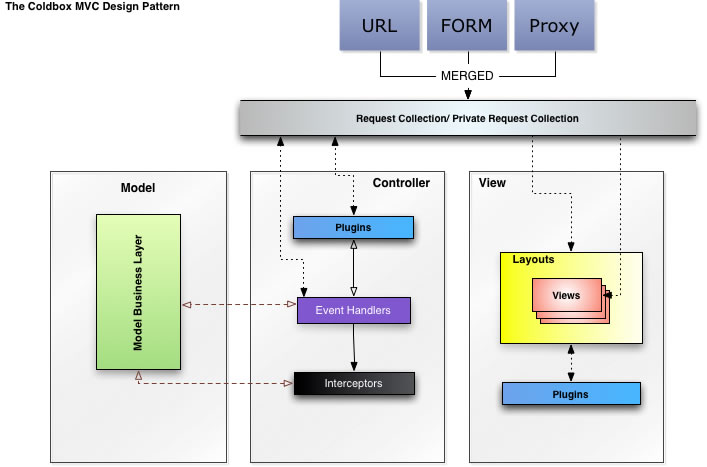 The Coldbox MVC Design Pattern
URL
FORM
Proxy
MERGED
Request Collection/ Private Request Collection
Model
Controller
View
Model Business Layer
Plugins
Event Handlers
Interceptors
Layouts
Views
Plugins